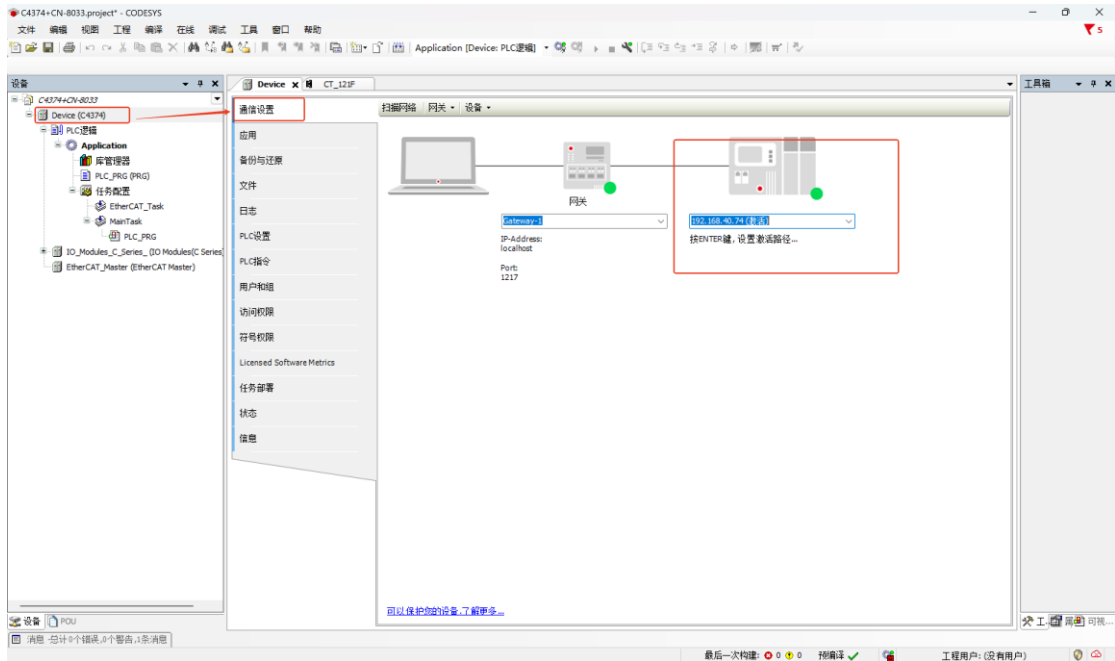 C4374+CN-8033.project* - CODESYS
文件 编辑 视图 工程 编译 在线 调试 工具 窗口 帮助
5
Application [Device: PLC逻辑]
设备
C4374+CN-8033
Device (C4374)
PLC逻辑
Application
库管理器
PLC_PRG (PRG)
任务配置
EtherCAT_Task
MainTask
PLC_PRG
IO_Modules_C_Series_ (IO Modules(C Series
EtherCAT_Master (EtherCAT Master)
Device
CT_121F
通信设置
应用
备份与还原
文件
日志
PLC设置
PLC指令
用户和组
访问权限
符号权限
Licensed Software Metrics
任务部署
状态
信息
扫描网络 网关 设备
网关
Gateway-1
IP-Address:
localhost
Port:
1217
192.168.40.74 (激活)
按ENTER键, 设置激活路径...
可以保护您的设备.了解更多...
工具箱
设备 POU
工.. 可视...
消息 -总计0个错误,0个警告,1条消息
最后一次构建: 0 0 预编译 工程用户: (没有用户)